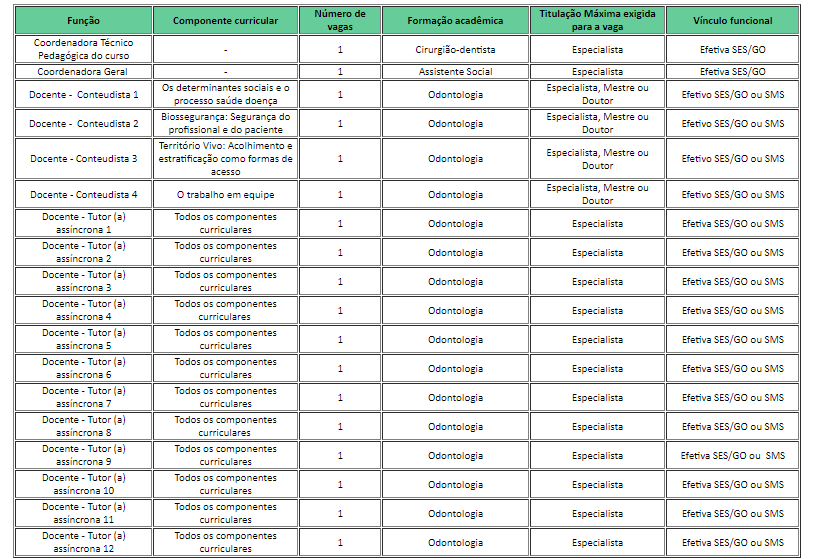 Função Componente curricular Número de vagas Formação acadêmica Titulação Máxima exigida para a vaga Vínculo funcional
Coordenadora Técnico Pedagógica do curso - 1 Cirurgião-dentista Especialista Efetiva SES/GO
Coordenadora Geral - 1 Assistente Social Especialista Efetiva SES/GO
Docente - Conteudista 1 Os determinantes sociais e o processo saúde doença 1 Odontologia Especialista, Mestre ou Doutor Efetivo SES/GO ou SMS
Docente - Conteudista 2 Biossegurança: Segurança do profissional e do paciente 1 Odontologia Especialista, Mestre ou Doutor Efetivo SES/GO ou SMS
Docente - Conteudista 3 Território Vivo: Acolhimento e estratificação como formas de acesso 1 Odontologia Especialista, Mestre ou Doutor Efetivo SES/GO ou SMS
Docente - Conteudista 4 O trabalho em equipe 1 Odontologia Especialista, Mestre ou Doutor Efetivo SES/GO ou SMS
Docente - Tutor (a) assíncrona 1 Todos os componentes curriculares 1 Odontologia Especialista Efetiva SES/GO ou SMS
Docente - Tutor (a) assíncrona 2 Todos os componentes curriculares 1 Odontologia Especialista Efetiva SES/GO ou SMS
Docente - Tutor (a) assíncrona 3 Todos os componentes curriculares 1 Odontologia Especialista Efetiva SES/GO ou SMS
Docente - Tutor (a) assíncrona 4 Todos os componentes curriculares 1 Odontologia Especialista Efetiva SES/GO ou SMS
Docente - Tutor (a) assíncrona 5 Todos os componentes curriculares 1 Odontologia Especialista Efetiva SES/GO ou SMS
Docente - Tutor (a) assíncrona 6 Todos os componentes curriculares 1 Odontologia Especialista Efetiva SES/GO ou SMS
Docente - Tutor (a) assíncrona 7 Todos os componentes curriculares 1 Odontologia Especialista Efetiva SES/GO ou SMS
Docente - Tutor (a) assíncrona 8 Todos os componentes curriculares 1 Odontologia Especialista Efetiva SES/GO ou SMS
Docente - Tutor (a) assíncrona 9 Todos os componentes curriculares 1 Odontologia Especialista Efetiva SES/GO ou SMS
Docente - Tutor (a) assíncrona 10 Todos os componentes curriculares 1 Odontologia Especialista Efetiva SES/GO ou SMS
Docente - Tutor (a) assíncrona 11 Todos os componentes curriculares 1 Odontologia Especialista Efetiva SES/GO ou SMS
Docente - Tutor (a) assíncrona 12 Todos os componentes curriculares 1 Odontologia Especialista Efetiva SES/GO ou SMS